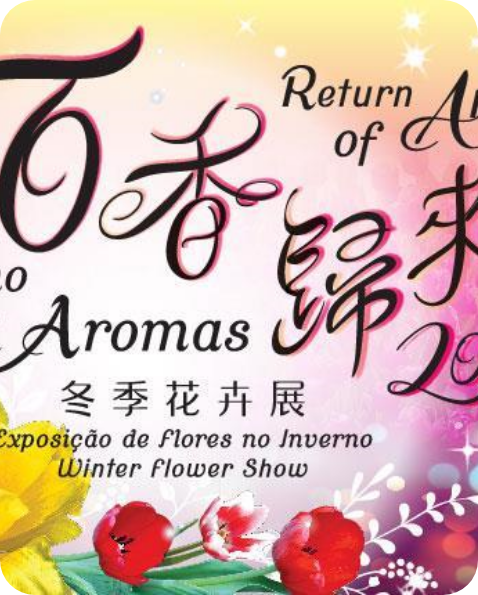 百香歸來
Return
of
Aromas
冬季花卉展
Exposição de flores no Inverno
Winter flower Show